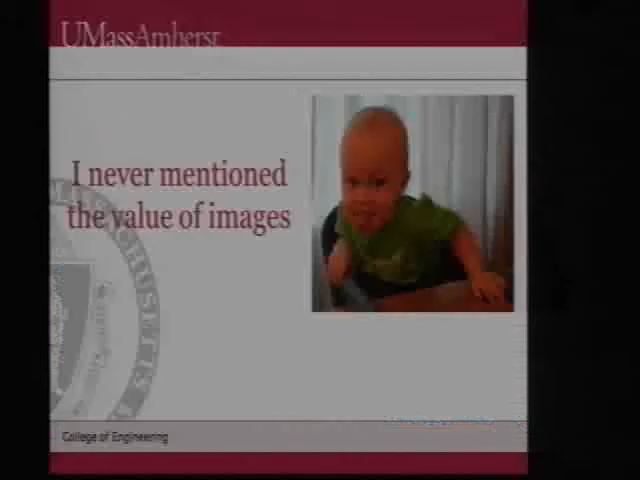 UMassAmherst
I never mentioned
the value of images
College of Engineering